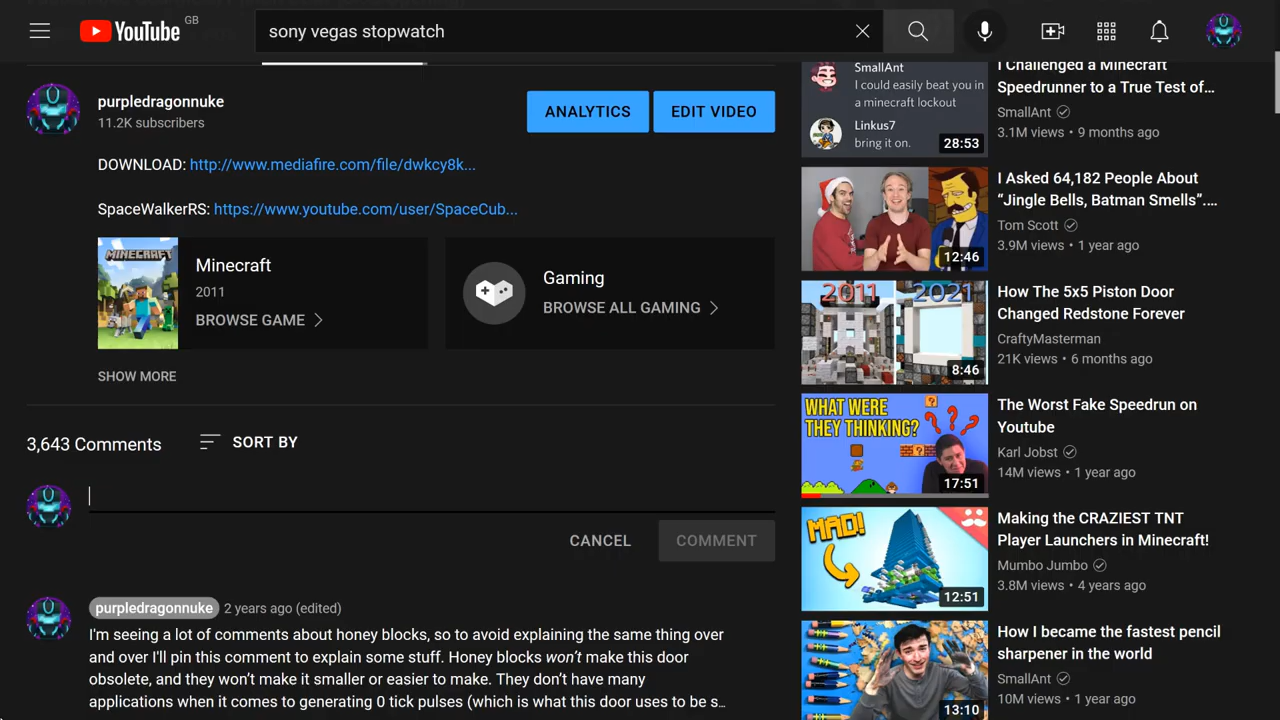 YouTube GB
sony vegas stopwatch
purpledragonnuke
11.2K subscribers
ANALYTICS
EDIT VIDEO
DOWNLOAD: http://www.mediafire.com/file/dwkcy8k...
SpaceWalkerRS: https://www.youtube.com/user/SpaceCub...
MINECRAFT
Minecraft
2011
BROWSE GAME
Gaming
BROWSE ALL GAMING
SHOW MORE
3,643 Comments
SORT BY
CANCEL
COMMENT
purpledragonnuke 2 years ago (edited)
I'm seeing a lot of comments about honey blocks, so to avoid explaining the same thing over
and over I'll pin this comment to explain some stuff. Honey blocks won't make this door
obsolete, and they won't make it smaller or easier to make. They don't have many
applications when it comes to generating 0 tick pulses (which is what this door uses to be s...
SmallAnt
I could easily beat you in
a minecraft lockout
Linkus7
bring it on.
28:53
I Challenged a Minecraft
Speedrunner to a True Test of...
SmallAnt
3.1M views • 9 months ago
12:46
I Asked 64,182 People About
“Jingle Bells, Batman Smells”....
Tom Scott
3.9M views • 1 year ago
2011 2021
8:46
How The 5x5 Piston Door
Changed Redstone Forever
CraftyMasterman
21K views • 6 months ago
WHAT WERE
THEY THINKING?
17:51
The Worst Fake Speedrun on
Youtube
Karl Jobst
14M views • 1 year ago
MAD!
12:51
Making the CRAZIEST TNT
Player Launchers in Minecraft!
Mumbo Jumbo
3.8M views • 4 years ago
13:10
How I became the fastest pencil
sharpener in the world
SmallAnt
10M views • 1 year ago